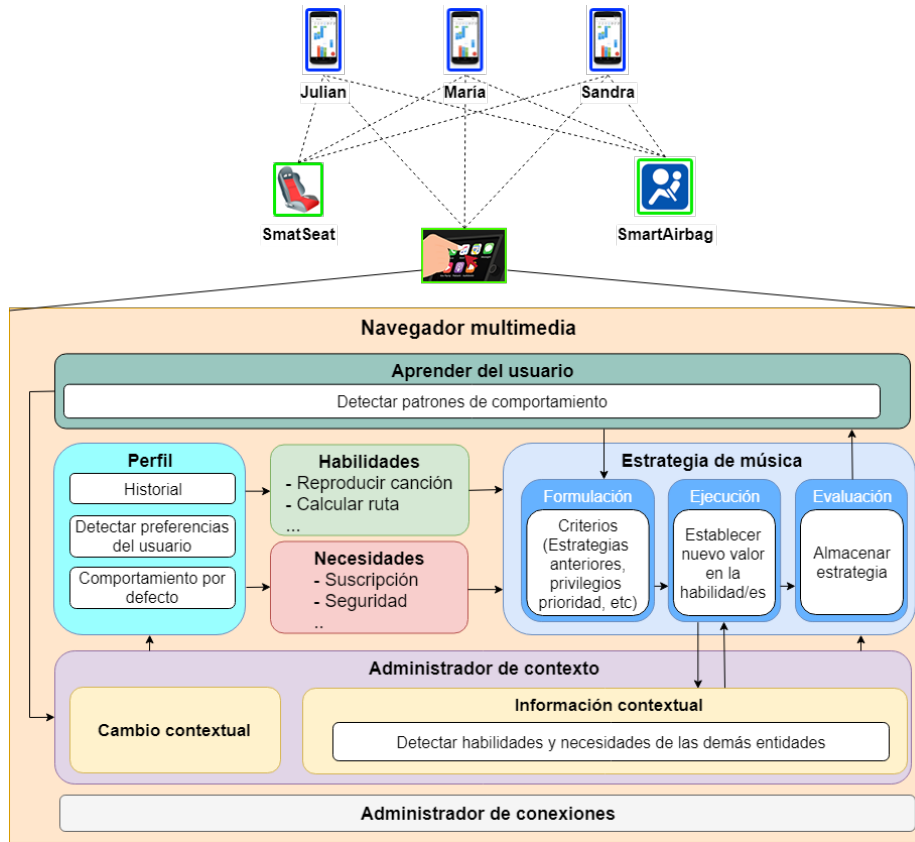 Julian
María
Sandra
SmatSeat
SmartAirbag
Navegador multimedia
Aprender del usuario
Detectar patrones de comportamiento
Perfil
Historial
Detectar preferencias
del usuario
Comportamiento por
defecto
Habilidades
- Reproducir canción
- Calcular ruta
...
Necesidades
- Suscripción
- Seguridad
..
Estrategia de música
Formulación
Criterios
(Estrategias
anteriores,
privilegios
prioridad, etc)
Ejecución
Establecer
nuevo valor
en la
habilidad/es
Evaluación
Almacenar
estrategia
Administrador de contexto
Cambio contextual
Información contextual
Detectar habilidades y necesidades de las demás entidades
Administrador de conexiones